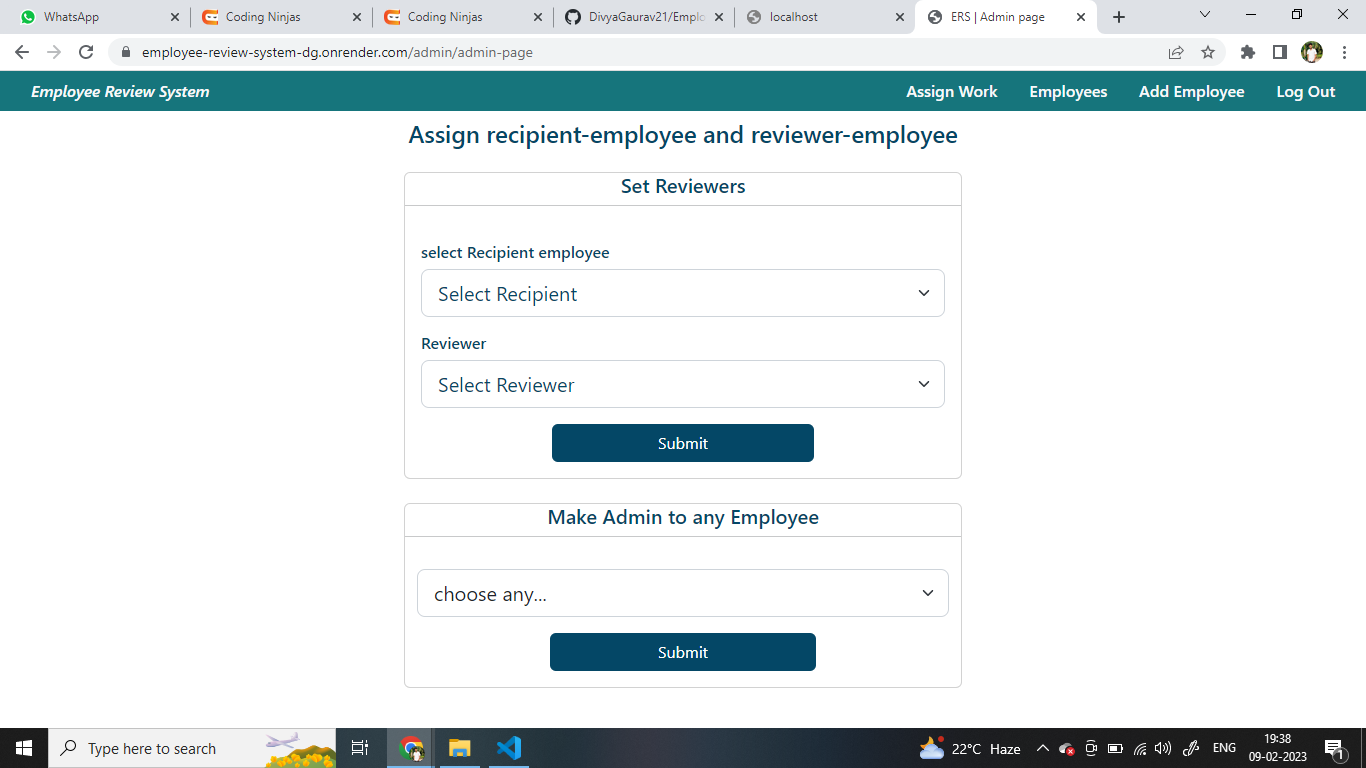 WhatsApp
Coding Ninjas
Coding Ninjas
DivyaGaurav21/Emplo
localhost
ERS | Admin page
employee-review-system-dg.onrender.com/admin/admin-page
Employee Review System
Assign Work
Employees
Add Employee
Log Out
Assign recipient-employee and reviewer-employee
Set Reviewers
select Recipient employee
Select Recipient
Reviewer
Select Reviewer
Submit
Make Admin to any Employee
choose any...
Submit
Type here to search
22°C Haze
ENG
19:38
09-02-2023
1